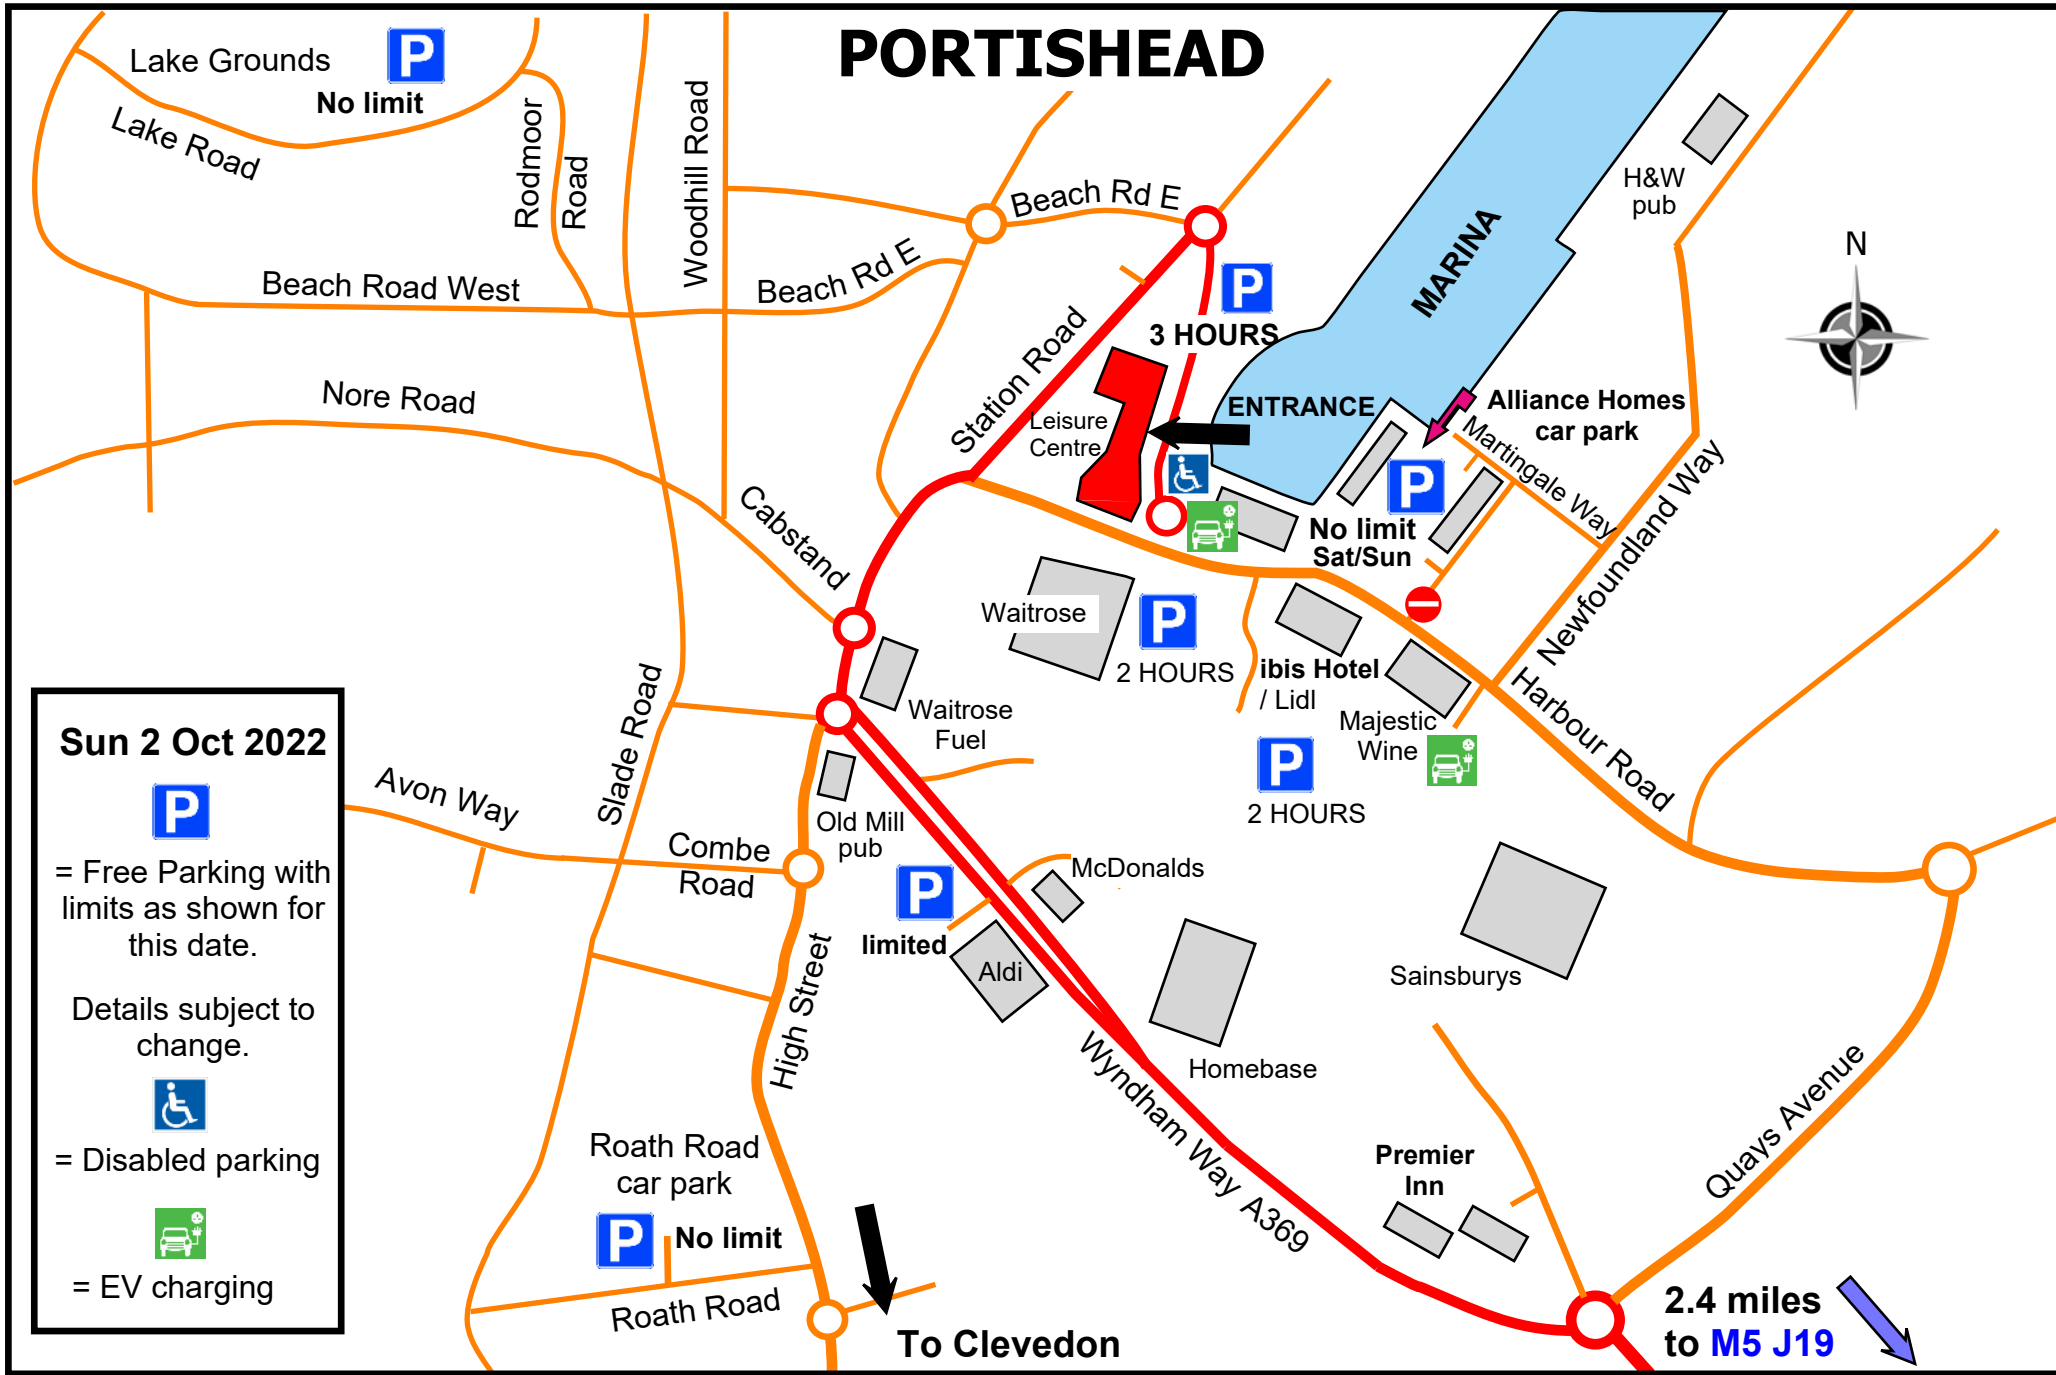 PORTISHEAD
Lake Grounds
P
No limit
Lake Road
Rodmoor
Road
Woodhill Road
Beach Rd E
Beach Rd E
Beach Road West
Nore Road
Cabstand
Station Road
P
3 HOURS
MARINA
H&W
pub
N
Leisure
Centre
ENTRANCE
Alliance Homes
car park
Martingale Way
Newfoundland Way
P
No limit
Sat/Sun
Waitrose
P
2 HOURS
ibis Hotel
/ Lidl
Majestic
Wine
P
2 HOURS
Harbour Road
Waitrose
Fuel
Slade Road
Avon Way
Combe
Road
Old Mill
pub
McDonalds
P
limited
Aldi
High Street
Homebase
Sainsburys
Wyndham Way A369
Quays Avenue
Premier
Inn
Roath Road
car park
P
No limit
Roath Road
To Clevedon
2.4 miles
to M5 J19
Sun 2 Oct 2022
P
= Free Parking with
limits as shown for
this date.
Details subject to
change.
= Disabled parking
= EV charging